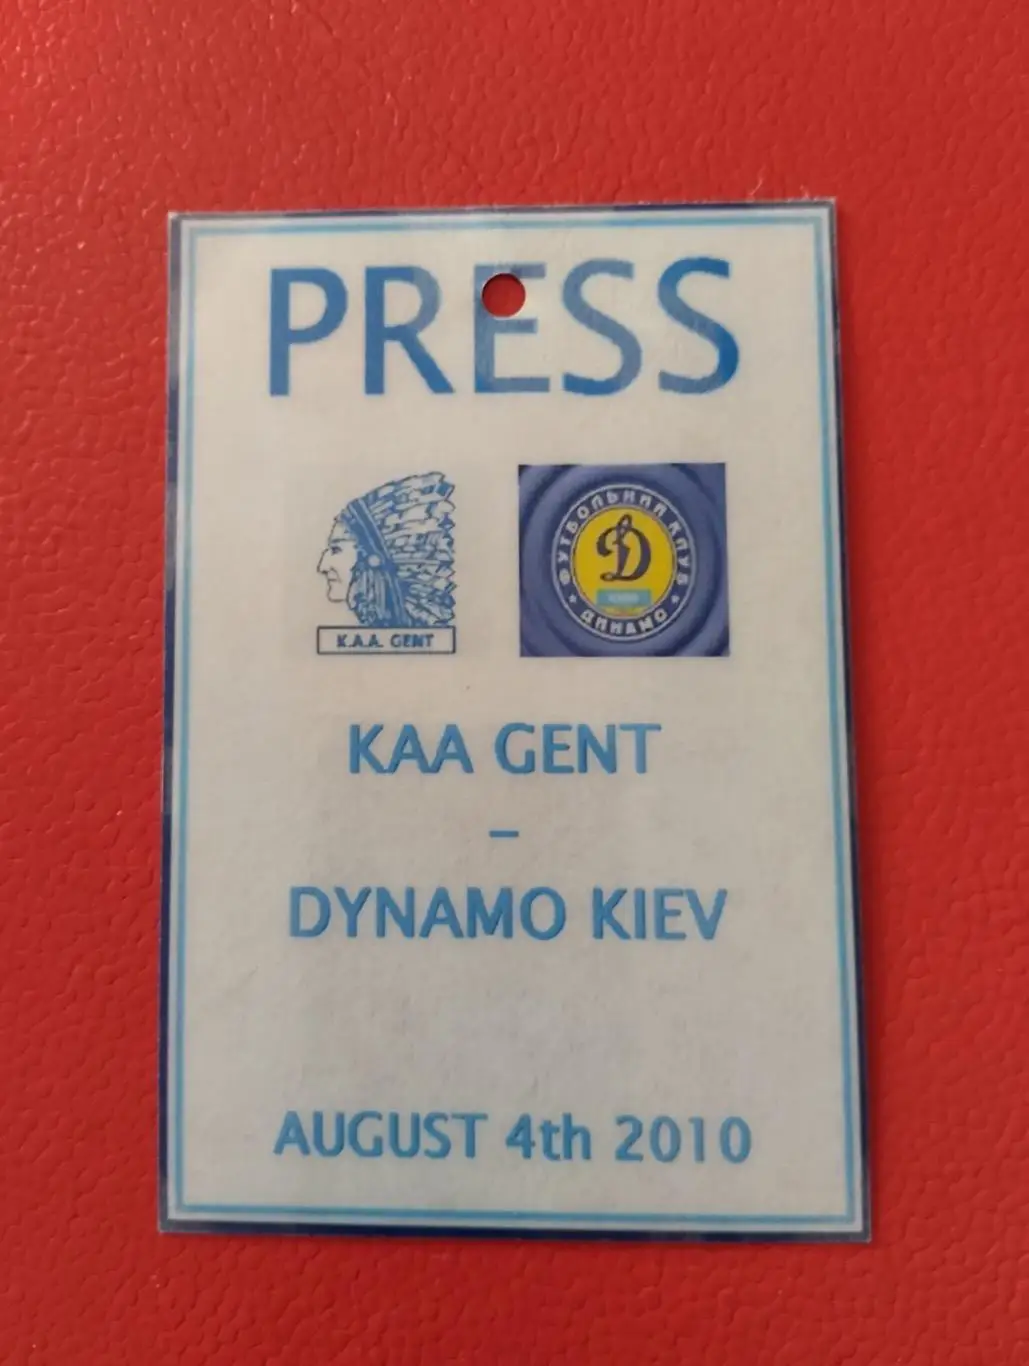 PRESS
K.A.A. GENT
ФУТБОЛЬНИЙ КЛУБ
ДИНАМО
KAA GENT
–
DYNAMO KIEV
AUGUST 4th 2010